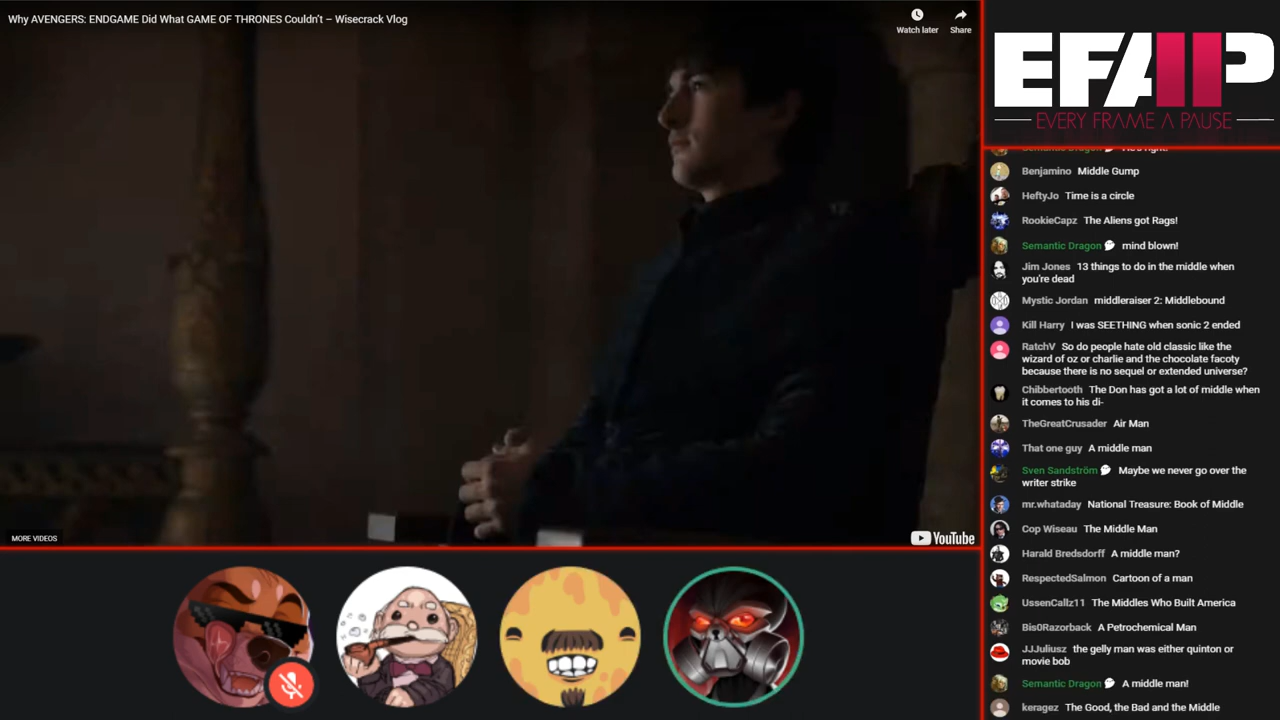 Why AVENGERS: ENDGAME Did What GAME OF THRONES Couldn't – Wisecrack Vlog
Watch later
Share
MORE VIDEOS
YouTube
EFAP
EVERY FRAME A PAUSE
Semantic Dragon
Benjamino Middle Gump
HeftyJo Time is a circle
RookieCapz The Aliens got Rags!
Semantic Dragon mind blown!
Jim Jones 13 things to do in the middle when
you're dead
Mystic Jordan middleraiser 2: Middlebound
Kill Harry I was SEETHING when sonic 2 ended
RatchV So do people hate old classic like the
wizard of oz or charlie and the chocolate facoty
because there is no sequel or extended universe?
Chibbertooth The Don has got a lot of middle when
it comes to his di-
TheGreatCrusader Air Man
That one guy A middle man
Sven Sandström Maybe we never go over the
writer strike
mr.whataday National Treasure: Book of Middle
Cop Wiseau The Middle Man
Harald Bredsdorff A middle man?
RespectedSalmon Cartoon of a man
UssenCallz11 The Middles Who Built America
Bis0Razorback A Petrochemical Man
JJJuliusz the gelly man was either quinton or
movie bob
Semantic Dragon A middle man!
keragez The Good, the Bad and the Middle